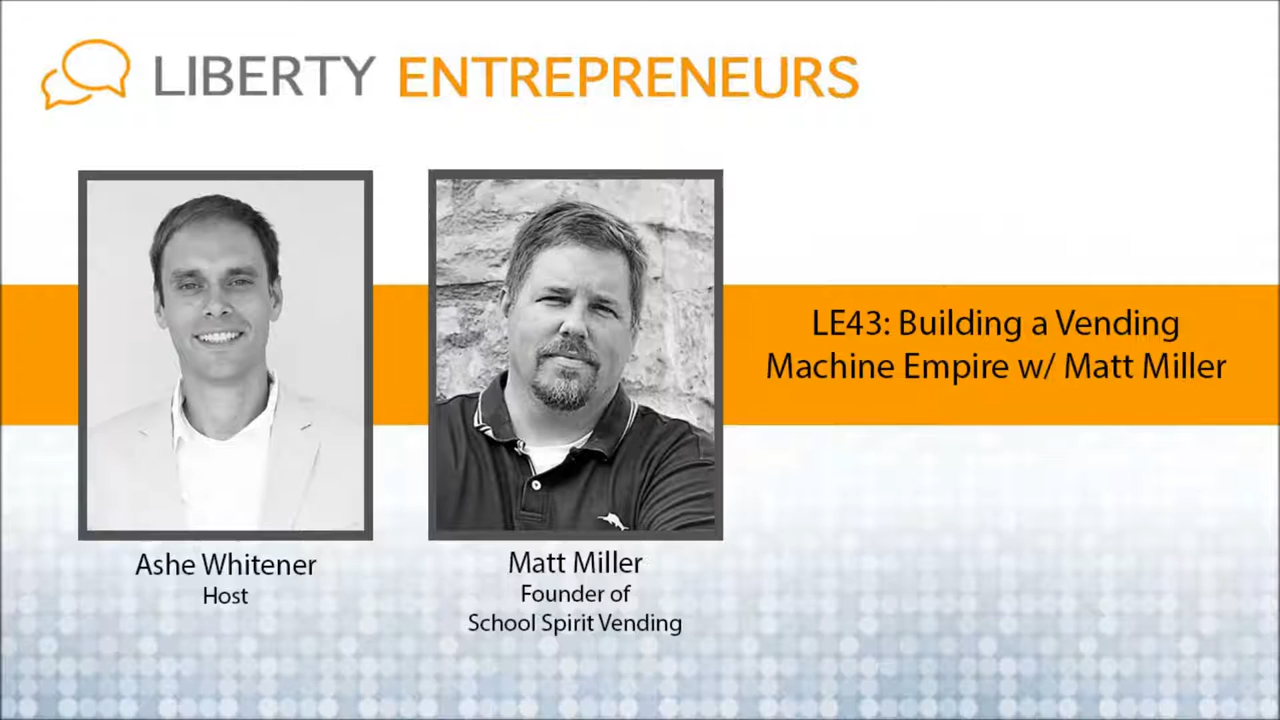 LIBERTY ENTREPRENEURS
LE43: Building a Vending
Machine Empire w/ Matt Miller
Ashe Whitener
Host
Matt Miller
Founder of
School Spirit Vending